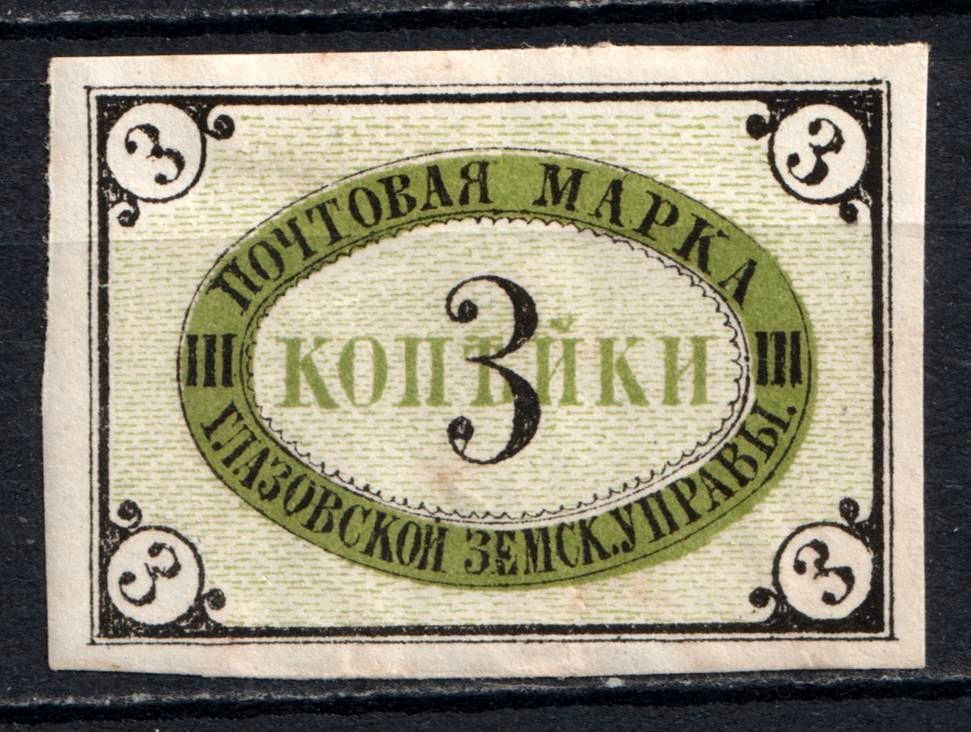 3 3
ПОЧТОВАЯ МАРКА
III III
КОПѢЙКИ
3
ГЛАЗОВСКОЙ ЗЕМСК.УПРАВЫ.
3 3